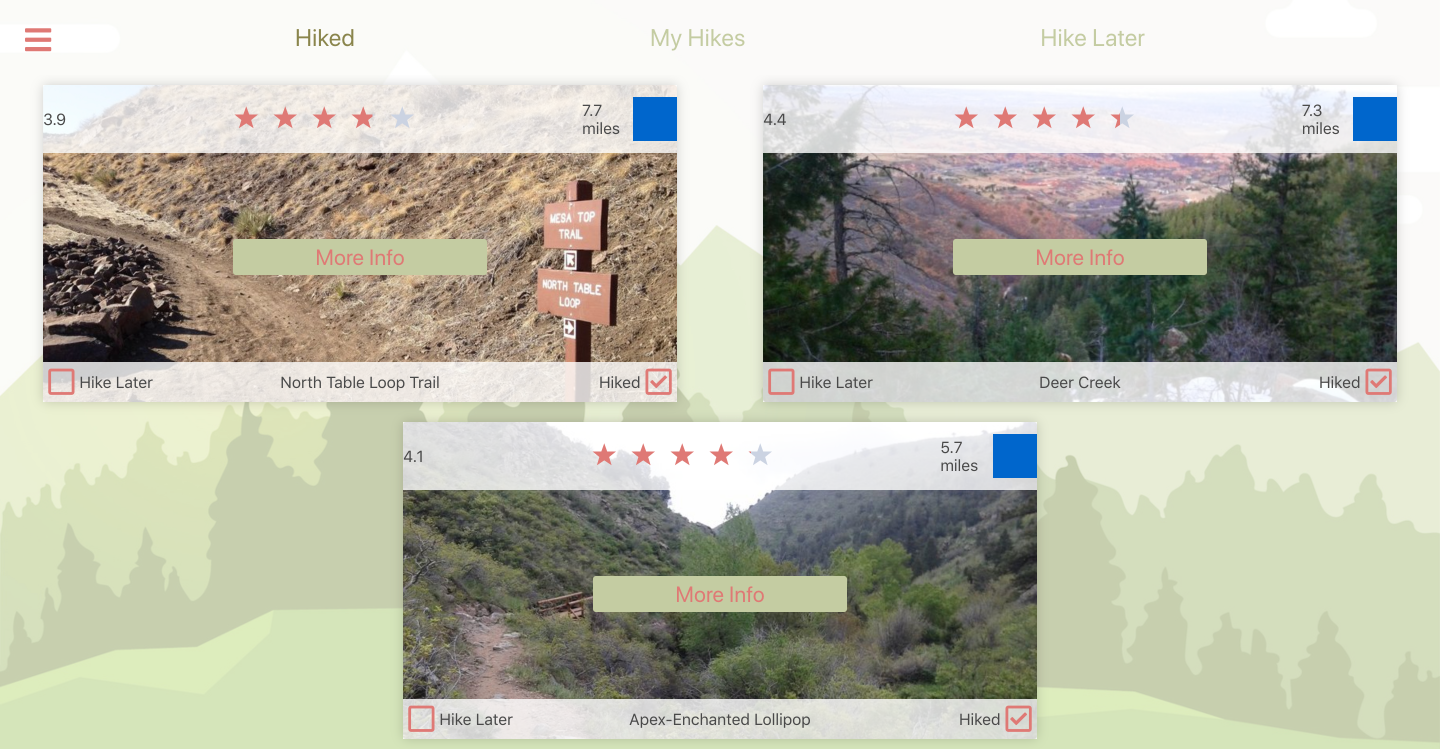 Hiked
My Hikes
Hike Later
3.9
7.7
miles
MESA TOP
TRAIL
More Info
NORTH TABLE
LOOP
Hike Later
North Table Loop Trail
Hiked
4.4
7.3
miles
More Info
Hike Later
Deer Creek
Hiked
4.1
5.7
miles
More Info
Hike Later
Apex-Enchanted Lollipop
Hiked